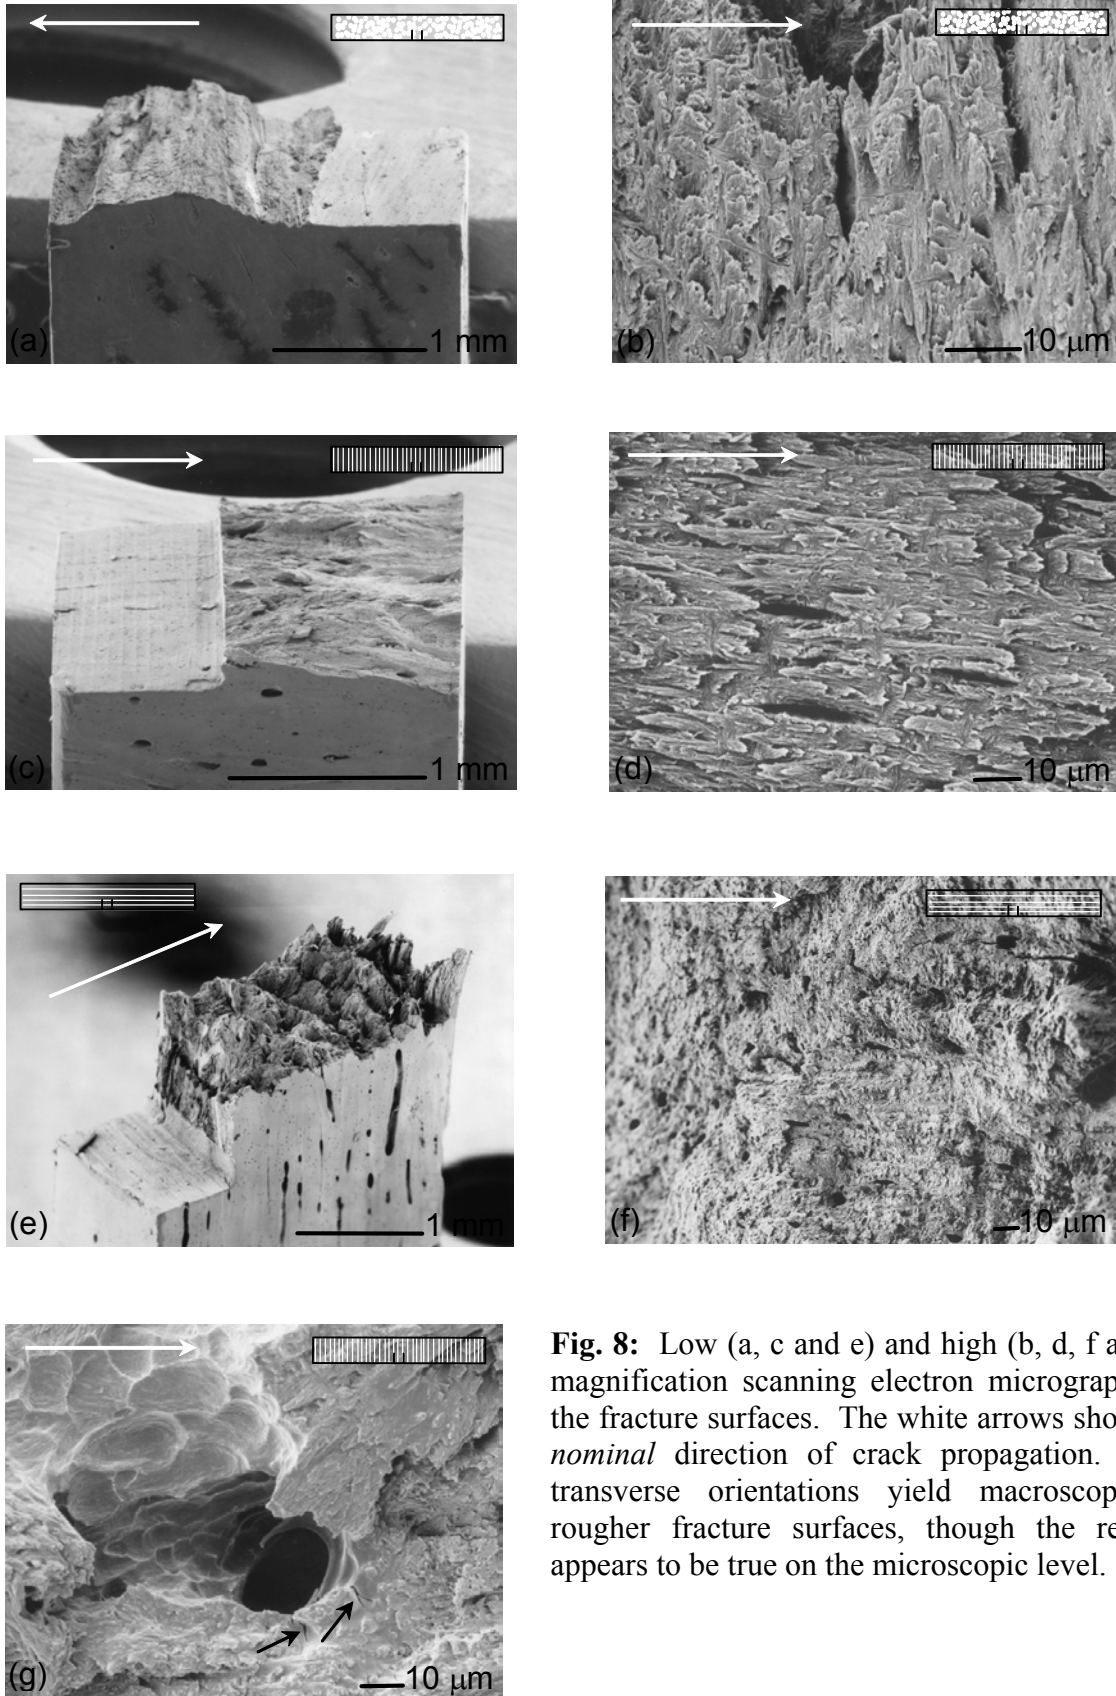 (a)
1 mm
(b)
10 μm
(c)
1 mm
(d)
10 μm
(e)
1 mm
(f)
10 μm
(g)
10 μm
Fig. 8: Low (a, c and e) and high (b, d, f a
magnification scanning electron micrograp
the fracture surfaces. The white arrows sho
nominal direction of crack propagation.
transverse orientations yield macroscop
rougher fracture surfaces, though the re
appears to be true on the microscopic level.